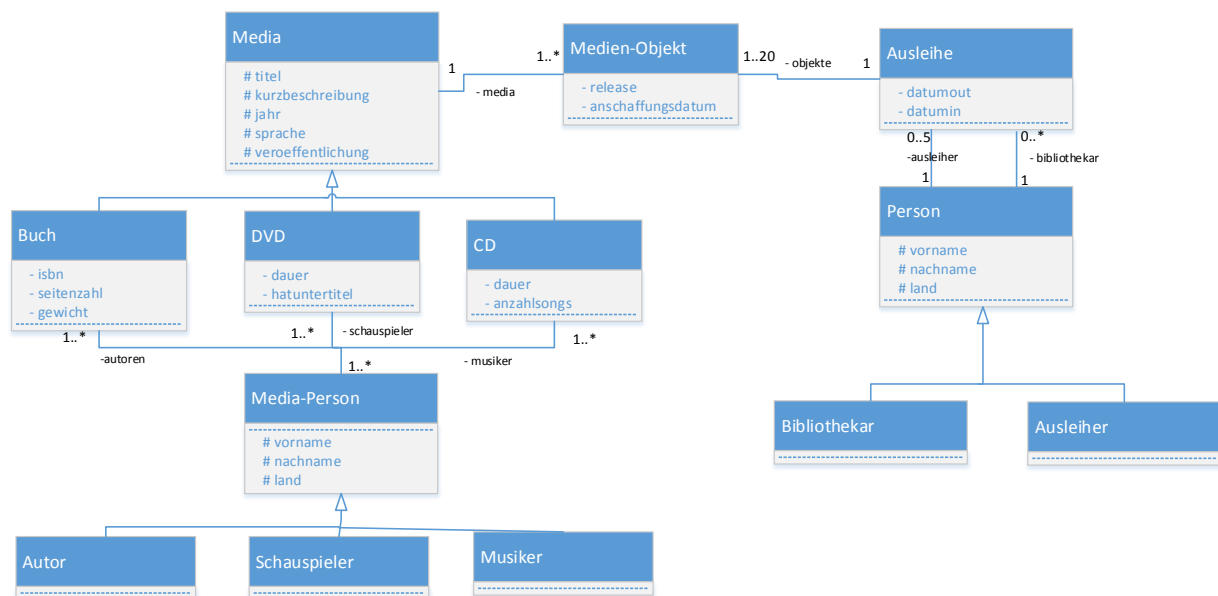 Media
# titel
# kurzbeschreibung
# jahr
# sprache
# veroeffentlichung
1
1..*
- media
Medien-Objekt
- release
- anschaffungsdatum
1..20
- objekte
1
Ausleihe
- datumout
- datumin
0..5
-ausleiher
1
0..*
- bibliothekar
1
Buch
- isbn
- seitenzahl
- gewicht
DVD
- dauer
- hatuntertitel
CD
- dauer
- anzahlsongs
Person
# vorname
# nachname
# land
1..*
-autoren
1..*
- schauspieler
- musiker
1..*
1..*
Media-Person
# vorname
# nachname
# land
Bibliothekar
Ausleiher
Autor
Schauspieler
Musiker